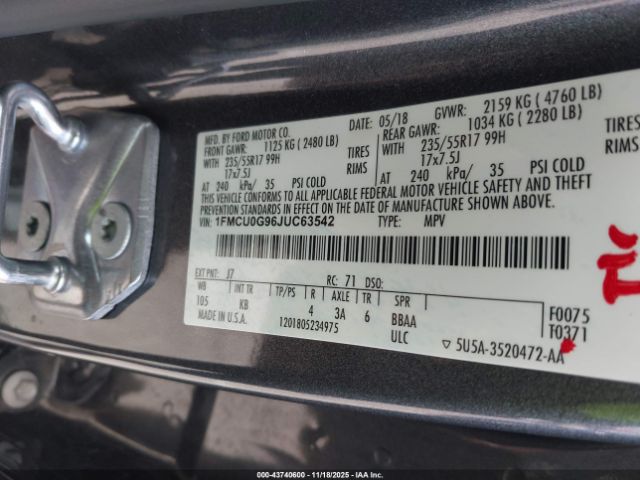 MFD. BY FORD MOTOR CO.
DATE: 05/18 GVWR: 2159 KG ( 4760 LB)
FRONT GAWR: 1125 KG ( 2480 LB) REAR GAWR: 1034 KG ( 2280 LB)
WITH 235/55R17 99H TIRES WITH 235/55R17 99H TIRES
17x7.5J RIMS 17x7.5J RIMS
AT 240 kPa/ 35 PSI COLD AT 240 kPa/ 35 PSI COLD
THIS VEHICLE CONFORMS TO ALL APPLICABLE FEDERAL MOTOR VEHICLE SAFETY AND THEFT
PREVENTION STANDARDS IN EFFECT ON THE DATE OF MANUFACTURE SHOWN ABOVE.
VIN: 1FMCU0G96JUC63542 TYPE: MPV
EXT PNT: J7 RC: 71 DSO:
WB INT TR TP/PS R AXLE TR SPR
105 KB 4 3A 6 BBAA
F0075
T0371
MADE IN U.S.A. 1201805234975 ULC ▽ 5U5A-3520472-AA
000-43740600 — 11/18/2025 — IAA, Inc.